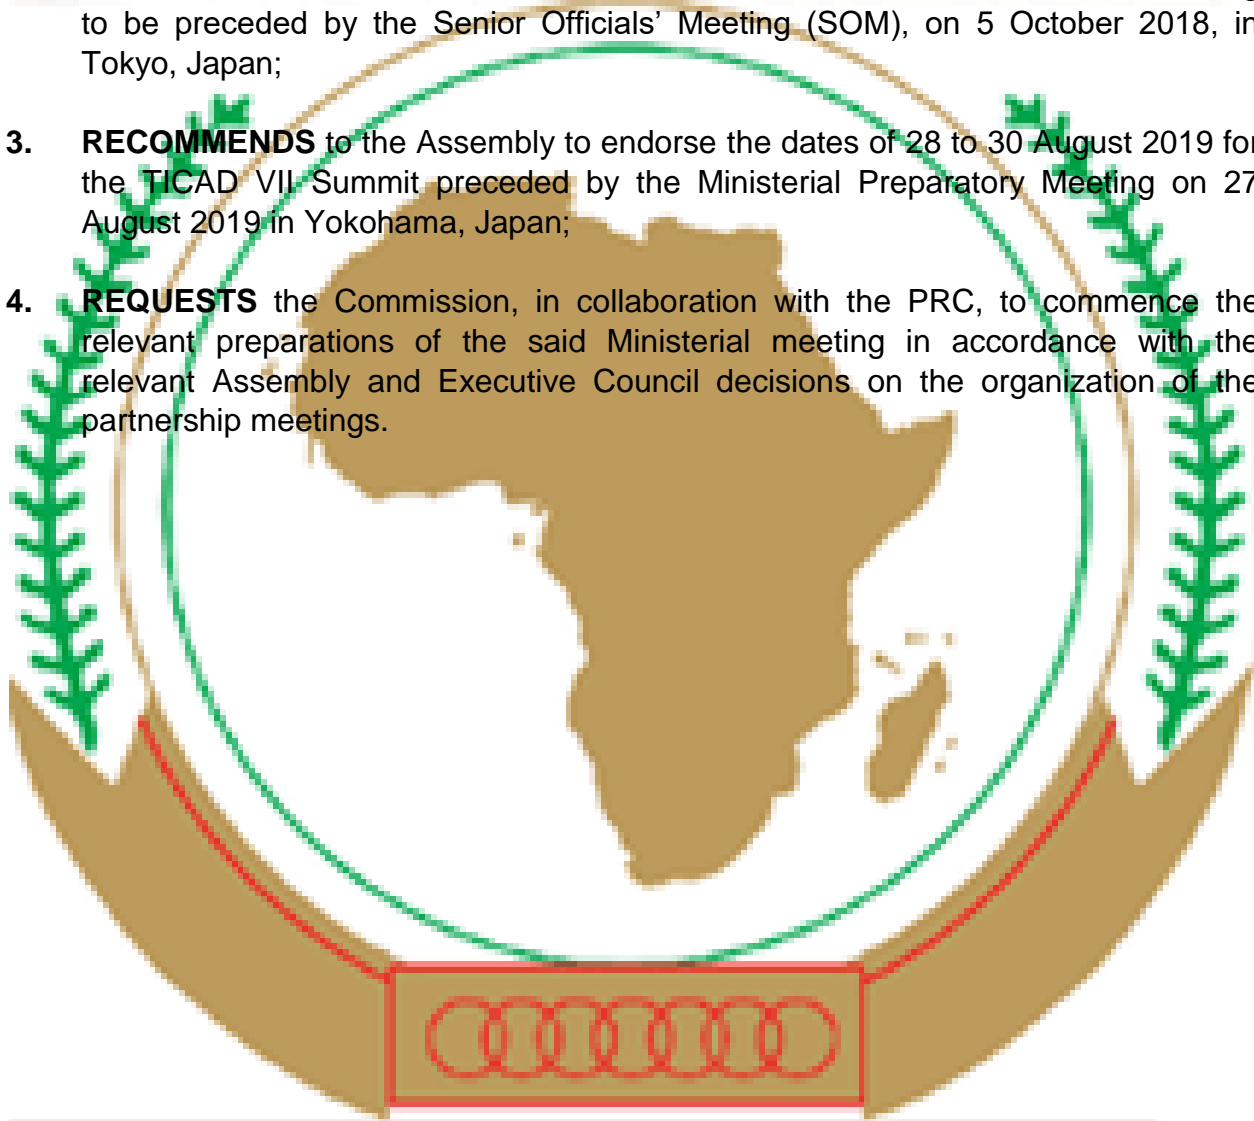 to be preceded by the Senior Officials’ Meeting (SOM), on 5 October 2018, in
Tokyo, Japan;
3. RECOMMENDS to the Assembly to endorse the dates of 28 to 30 August 2019 for
the TICAD VII Summit preceded by the Ministerial Preparatory Meeting on 27
August 2019 in Yokohama, Japan;
4. REQUESTS the Commission, in collaboration with the PRC, to commence the
relevant preparations of the said Ministerial meeting in accordance with the
relevant Assembly and Executive Council decisions on the organization of the
partnership meetings.